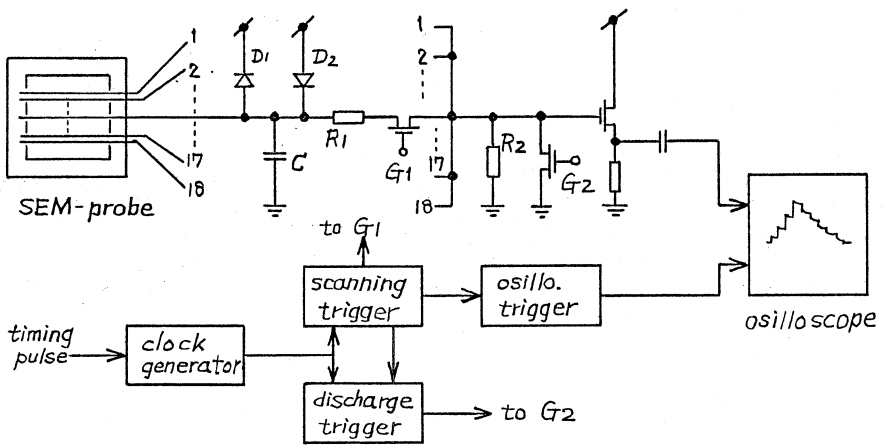 1
2
17
18
SEM-probe
D1
D2
C
R1
G1
1
2
17
18
R2
G2
to G1
scanning
trigger
osillo.
trigger
osilloscope
timing
pulse
clock
generator
discharge
trigger
to G2